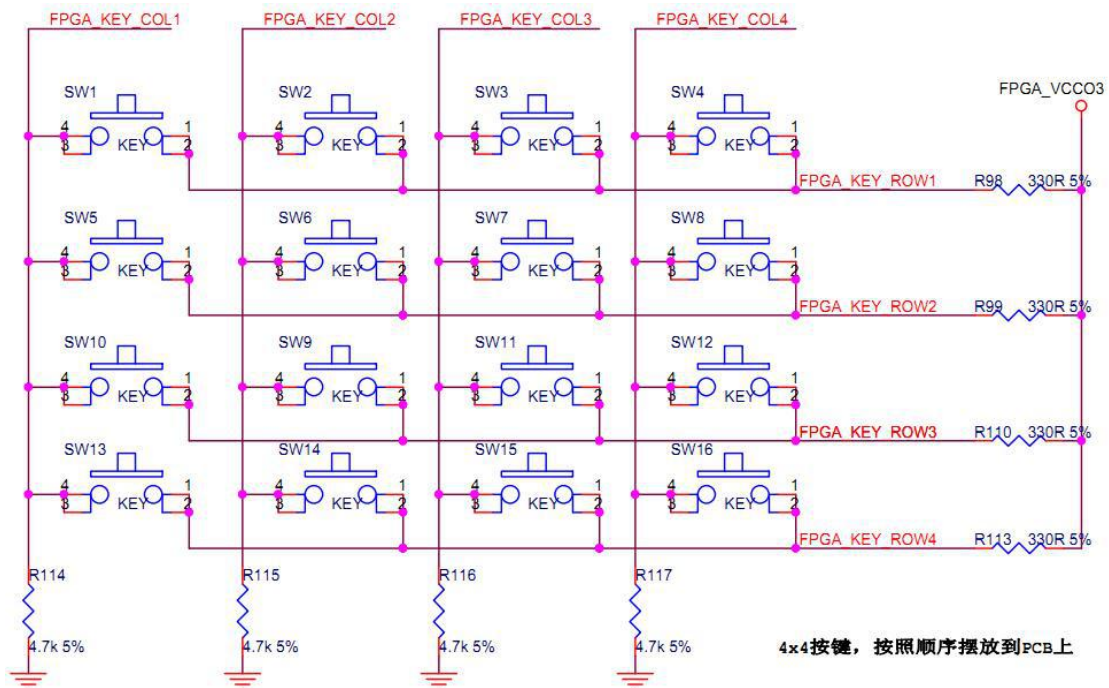 FPGA_KEY_COL1 FPGA_KEY_COL2 FPGA_KEY_COL3 FPGA_KEY_COL4
FPGA_VCCO3
SW1 SW2 SW3 SW4
4 1 4 1 4 1 4 1
3 KEY 2 3 KEY 2 3 KEY 2 3 KEY 2
FPGA_KEY_ROW1 R98 330R 5%
SW5 SW6 SW7 SW8
4 1 4 1 4 1 4 1
3 KEY 2 3 KEY 2 3 KEY 2 3 KEY 2
FPGA_KEY_ROW2 R99 330R 5%
SW10 SW9 SW11 SW12
4 1 4 1 4 1 4 1
3 KEY 2 3 KEY 2 3 KEY 2 3 KEY 2
FPGA_KEY_ROW3 R110 330R 5%
SW13 SW14 SW15 SW16
4 1 4 1 4 1 4 1
3 KEY 2 3 KEY 2 3 KEY 2 3 KEY 2
FPGA_KEY_ROW4 R113 330R 5%
R114 R115 R116 R117
4.7k 5% 4.7k 5% 4.7k 5% 4.7k 5%
4x4按键，按照顺序摆放到PCB上